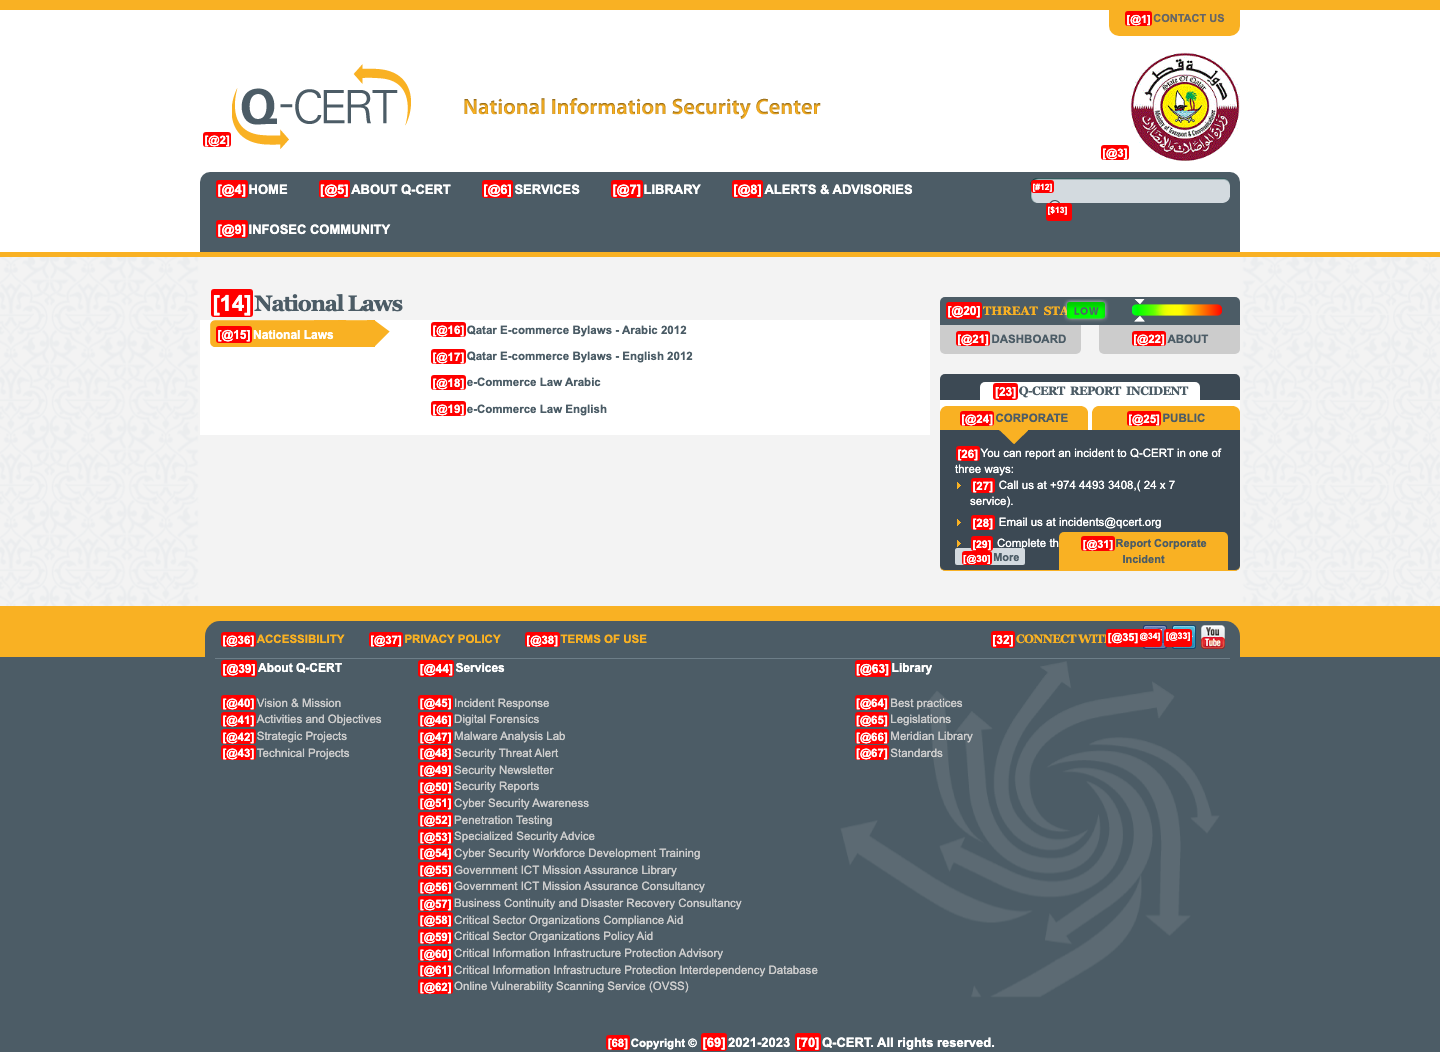 [@1] CONTACT US
Q-CERT
National Information Security Center
[@2]
[@3]
[@4] HOME [@5] ABOUT Q-CERT [@6] SERVICES [@7] LIBRARY [@8] ALERTS & ADVISORIES [#12]
[$13]
[@9] INFOSEC COMMUNITY
[14] National Laws
[@15] National Laws
[@16] Qatar E-commerce Bylaws - Arabic 2012
[@17] Qatar E-commerce Bylaws - English 2012
[@18] e-Commerce Law Arabic
[@19] e-Commerce Law English
[@20] THREAT STA LOW
[@21] DASHBOARD [@22] ABOUT
[23] Q-CERT REPORT INCIDENT
[@24] CORPORATE [@25] PUBLIC
[26] You can report an incident to Q-CERT in one of
three ways:
[27] Call us at +974 4493 3408,( 24 x 7
service).
[28] Email us at incidents@qcert.org
[29] Complete th
[@30] More
[@31] Report Corporate
Incident
[@36] ACCESSIBILITY [@37] PRIVACY POLICY [@38] TERMS OF USE [32] CONNECT WIT [@35] [@34] [@33] You Tube
[@39] About Q-CERT
[@40] Vision & Mission
[@41] Activities and Objectives
[@42] Strategic Projects
[@43] Technical Projects
[@44] Services
[@45] Incident Response
[@46] Digital Forensics
[@47] Malware Analysis Lab
[@48] Security Threat Alert
[@49] Security Newsletter
[@50] Security Reports
[@51] Cyber Security Awareness
[@52] Penetration Testing
[@53] Specialized Security Advice
[@54] Cyber Security Workforce Development Training
[@55] Government ICT Mission Assurance Library
[@56] Government ICT Mission Assurance Consultancy
[@57] Business Continuity and Disaster Recovery Consultancy
[@58] Critical Sector Organizations Compliance Aid
[@59] Critical Sector Organizations Policy Aid
[@60] Critical Information Infrastructure Protection Advisory
[@61] Critical Information Infrastructure Protection Interdependency Database
[@62] Online Vulnerability Scanning Service (OVSS)
[@63] Library
[@64] Best practices
[@65] Legislations
[@66] Meridian Library
[@67] Standards
[68] Copyright © [69] 2021-2023 [70] Q-CERT. All rights reserved.